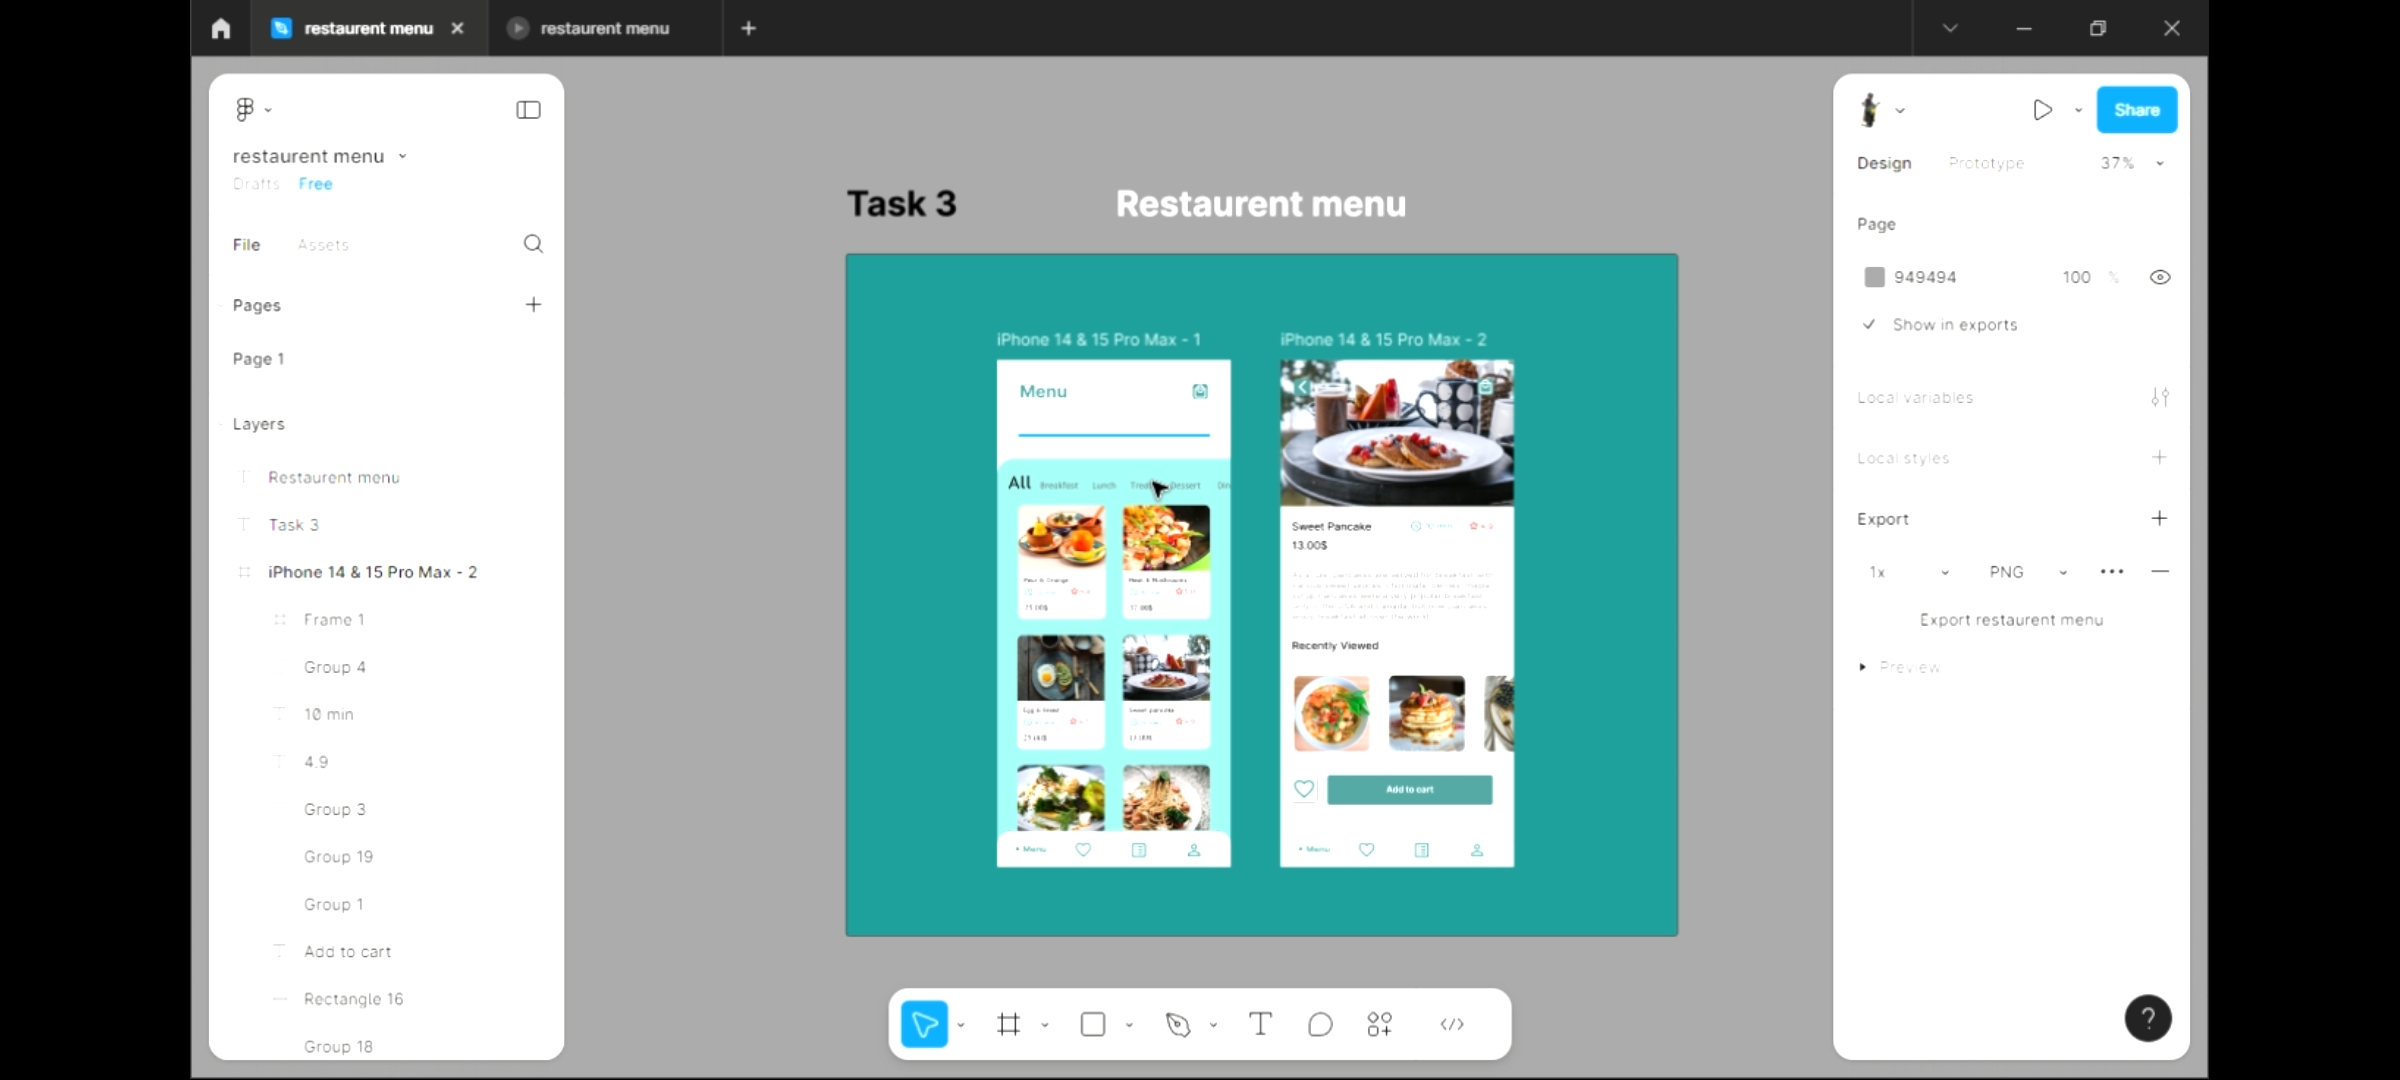 restaurent menu
restaurent menu
restaurent menu
Drafts Free
File Assets
Pages
Page 1
Layers
Restaurent menu
Task 3
iPhone 14 & 15 Pro Max - 2
Frame 1
Group 4
10 min
4.9
Group 3
Group 19
Group 1
Add to cart
Rectangle 16
Group 18
Task 3
Restaurent menu
iPhone 14 & 15 Pro Max - 1
Menu
All Breakfast Lunch Dessert
Menu
iPhone 14 & 15 Pro Max - 2
Sweet Pancake
13.00$
Recently Viewed
Add to cart
Menu
Share
Design Prototype 37%
Page
949494 100 %
Show in exports
Local variables
Local styles
Export
1x PNG
Export restaurent menu
Preview
?